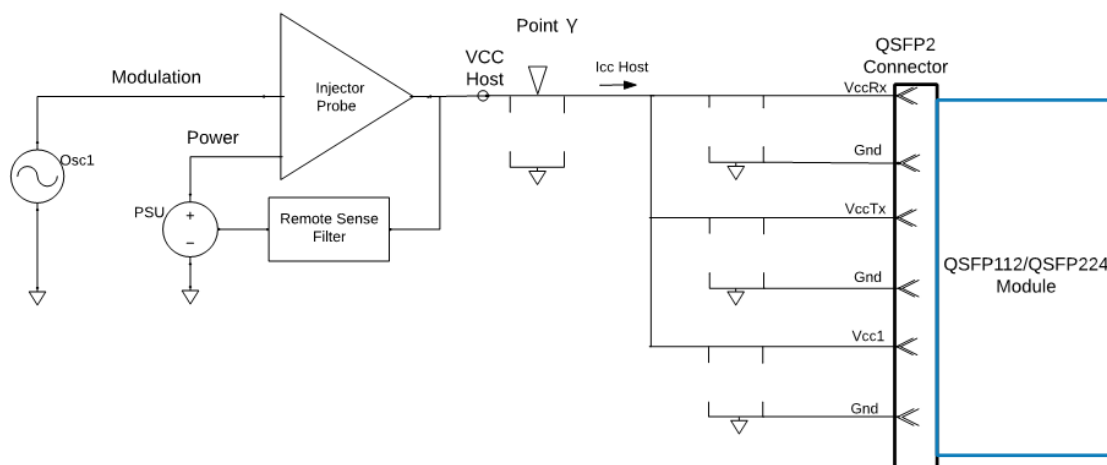 Point Y
QSFP2
Connector
VCC
Host
Icc Host
Modulation
Injector
Probe
VccRx
Power
Gnd
Osc1
PSU
+
−
Remote Sense
Filter
VccTx
QSFP112/QSFP224
Module
Gnd
Vcc1
Gnd